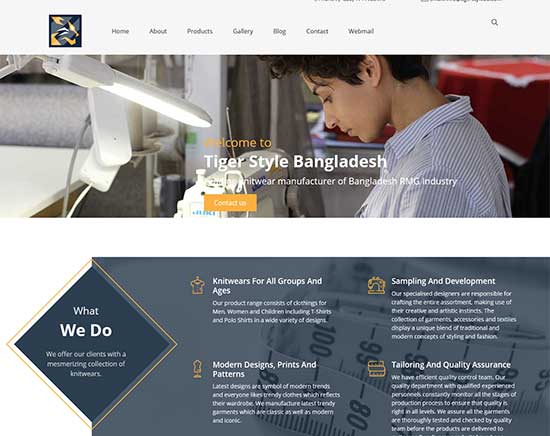 Home About Products Gallery Blog Contact Webmail
Welcome to
Tiger Style Bangladesh
knitwear manufacturer of Bangladesh RMG Industry
Contact us
What
We Do
We offer our clients with a
mesmerizing collection of
knitwears.
Knitwears For All Groups And
Ages
Our product range consists of clothings for
Men, Women and Children including T-Shirts
and Polo Shirts in a wide variety of designs.
Sampling And Development
Our specialised designers are responsible for
crafting the entire assortment, making use of
their creative and artistic instincts. The
collection of garments, accessories and textiles
display a unique blend of traditional and
modern concepts of styling and fashion.
Modern Designs, Prints And
Patterns
Latest designs are symbol of modern trends
and everyone likes trendy clothes which reflects
their wardrobe. We manufacture latest trendy
garments which are classic as well as modern
and iconic.
Tailoring And Quality Assurance
We have efficient quality control team. Our
quality department with qualified experienced
personnels constantly monitor all the stages of
production process to ensure that quality is
right in all levels. We assure all the garments
are thoroughly tested and checked by quality
team before the products are delivered to